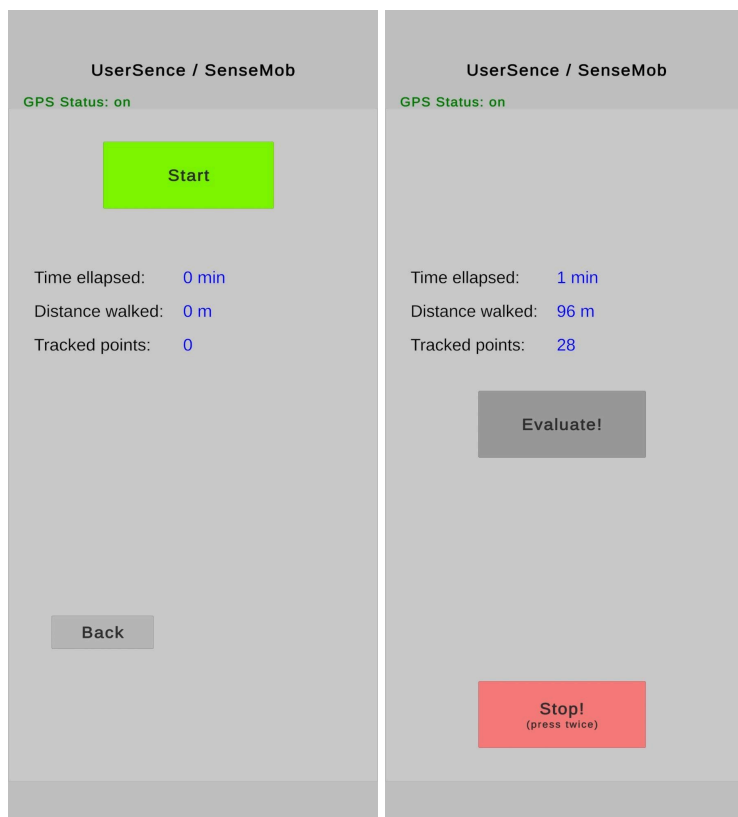 UserSence / SenseMob
GPS Status: on
Start
Time ellapsed: 0 min
Distance walked: 0 m
Tracked points: 0
Back
UserSence / SenseMob
GPS Status: on
Time ellapsed: 1 min
Distance walked: 96 m
Tracked points: 28
Evaluate!
Stop!
(press twice)